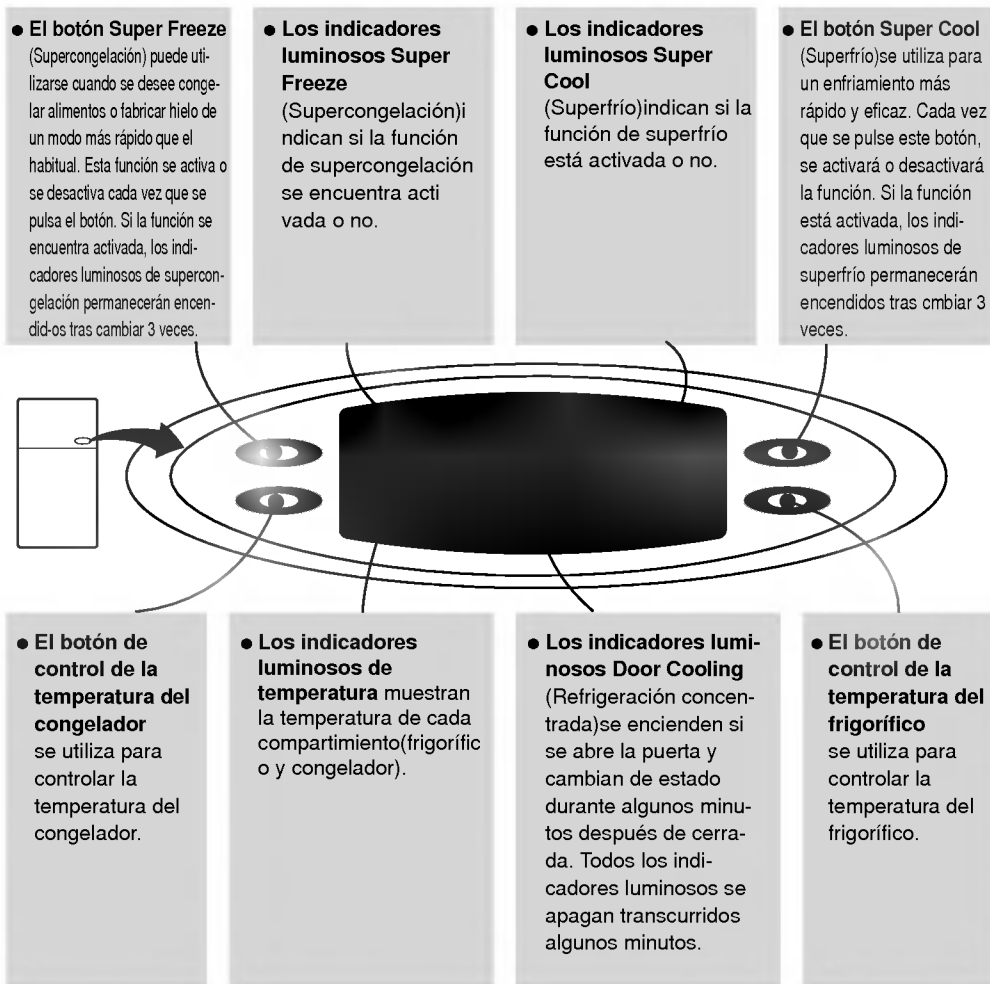 ● El botón Super Freeze
(Supercongelación) puede uti-
lizarse cuando se desee conge-
lar alimentos o fabricar hielo de
un modo más rápido que el
habitual. Esta función se activa o
se desactiva cada vez que se
pulsa el botón. Si la función se
encuentra activada, los indi-
cadores luminosos de supercon-
gelación permanecerán encen-
did-os tras cambiar 3 veces.
● Los indicadores
luminosos Super
Freeze
(Supercongelación)i
ndican si la función
de supercongelación
se encuentra acti
vada o no.
● Los indicadores
luminosos Super
Cool
(Superfrío)indican si la
función de superfrío
está activada o no.
● El botón Super Cool
(Superfrío)se utiliza para
un enfriamiento más
rápido y eficaz. Cada vez
que se pulse este botón,
se activará o desactivará
la función. Si la función
está activada, los indi-
cadores luminosos de
superfrío permanecerán
encendidos tras cmbiar 3
veces.
● El botón de
control de la
temperatura del
congelador
se utiliza para
controlar la
temperatura del
congelador.
● Los indicadores
luminosos de
temperatura muestran
la temperatura de cada
compartimiento(frigorífic
o y congelador).
● Los indicadores lumi-
nosos Door Cooling
(Refrigeración concen-
trada)se encienden si
se abre la puerta y
cambian de estado
durante algunos minu-
tos después de cerra-
da. Todos los indi-
cadores luminosos se
apagan transcurridos
algunos minutos.
● El botón de
control de la
temperatura del
frigorífico
se utiliza para
controlar la
temperatura del
frigorífico.